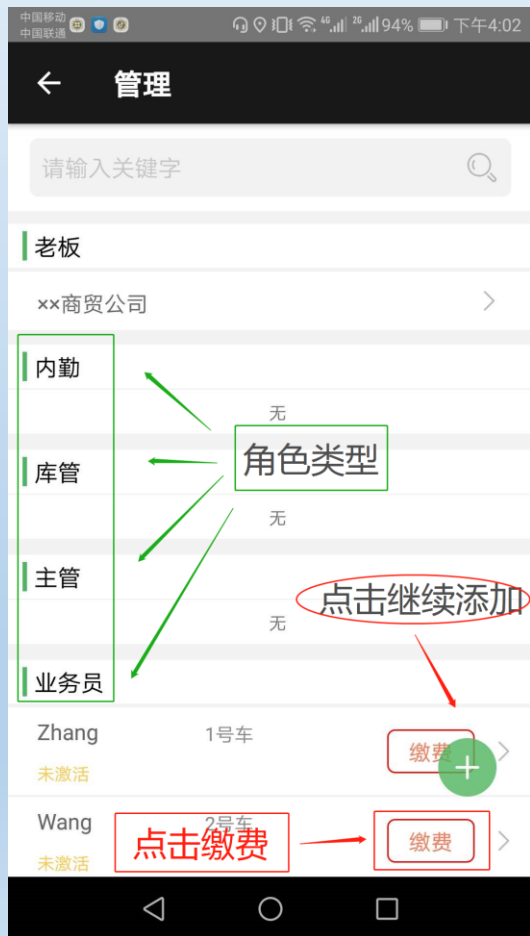 中国移动
中国联通
4G 2G 94% 下午4:02
管理
请输入关键字
老板
××商贸公司
内勤
无
角色类型
库管
无
主管
点击继续添加
无
业务员
Zhang 1号车 缴费
未激活
Wang 2号车 缴费
点击缴费
未激活